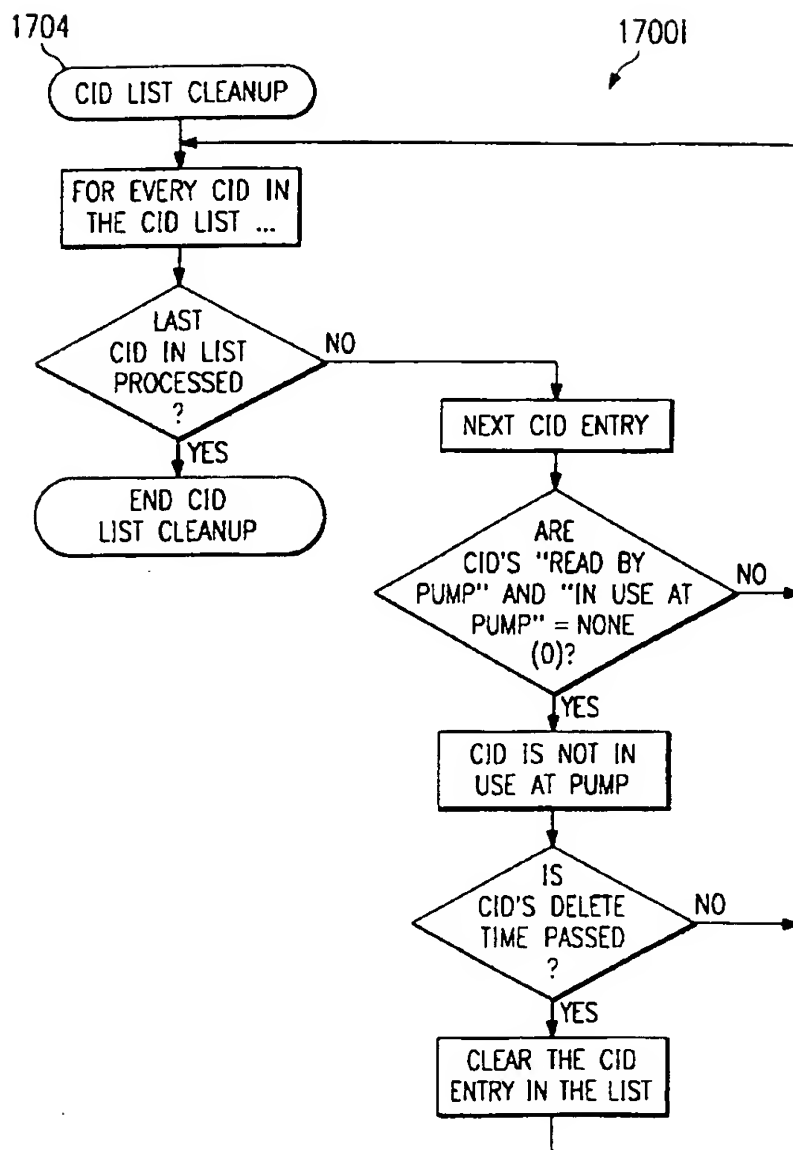 1704
1700I
CID LIST CLEANUP
FOR EVERY CID IN
THE CID LIST ...
LAST
CID IN LIST
PROCESSED
?
NO
YES
END CID
LIST CLEANUP
NEXT CID ENTRY
ARE
CID'S "READ BY
PUMP" AND "IN USE AT
PUMP" = NONE
(0)?
NO
YES
CID IS NOT IN
USE AT PUMP
IS
CID'S DELETE
TIME PASSED
?
NO
YES
CLEAR THE CID
ENTRY IN THE LIST